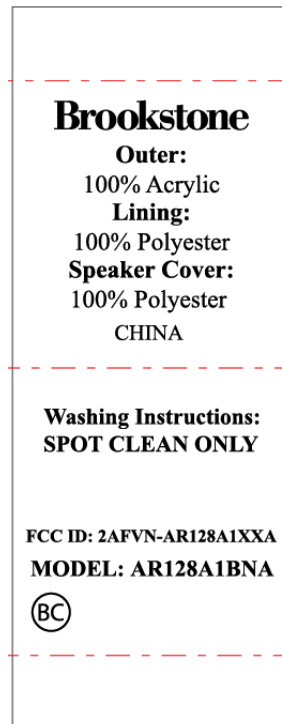 Brookstone
Outer:
100% Acrylic
Lining:
100% Polyester
Speaker Cover:
100% Polyester
CHINA
Washing Instructions:
SPOT CLEAN ONLY
FCC ID: 2AFVN-AR128A1XXA
MODEL: AR128A1BNA
BC